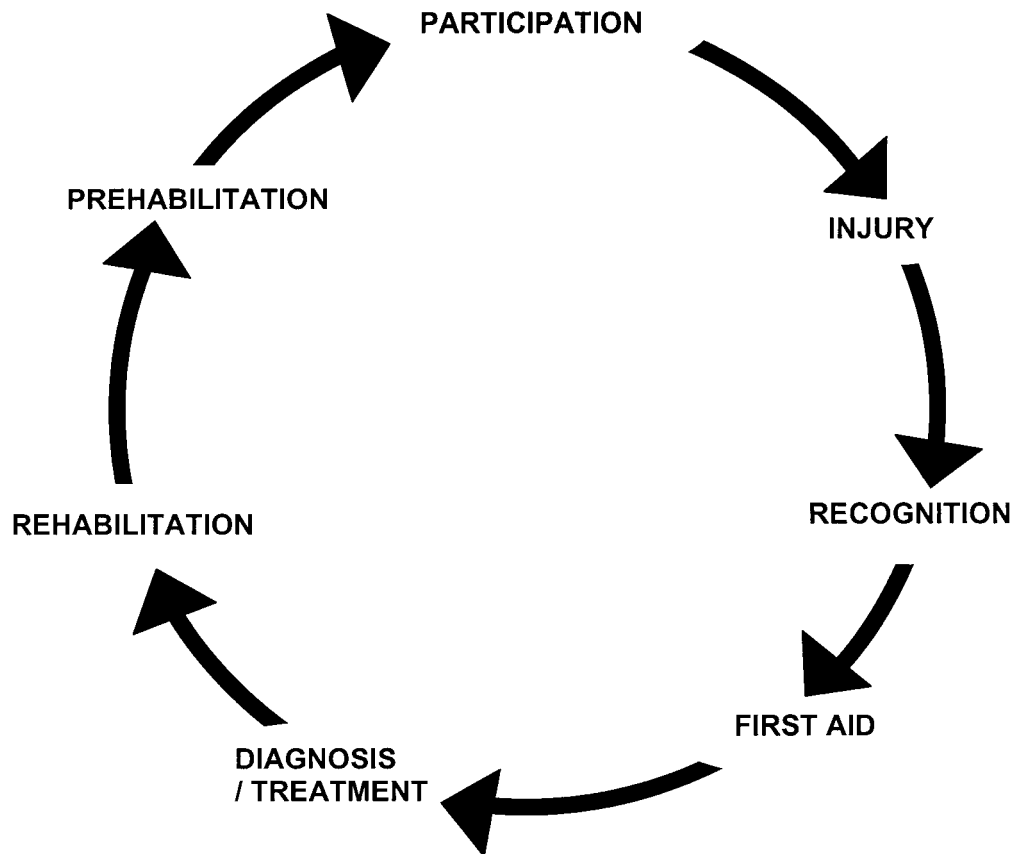 PARTICIPATION
INJURY
RECOGNITION
FIRST AID
DIAGNOSIS
/ TREATMENT
REHABILITATION
PREHABILITATION